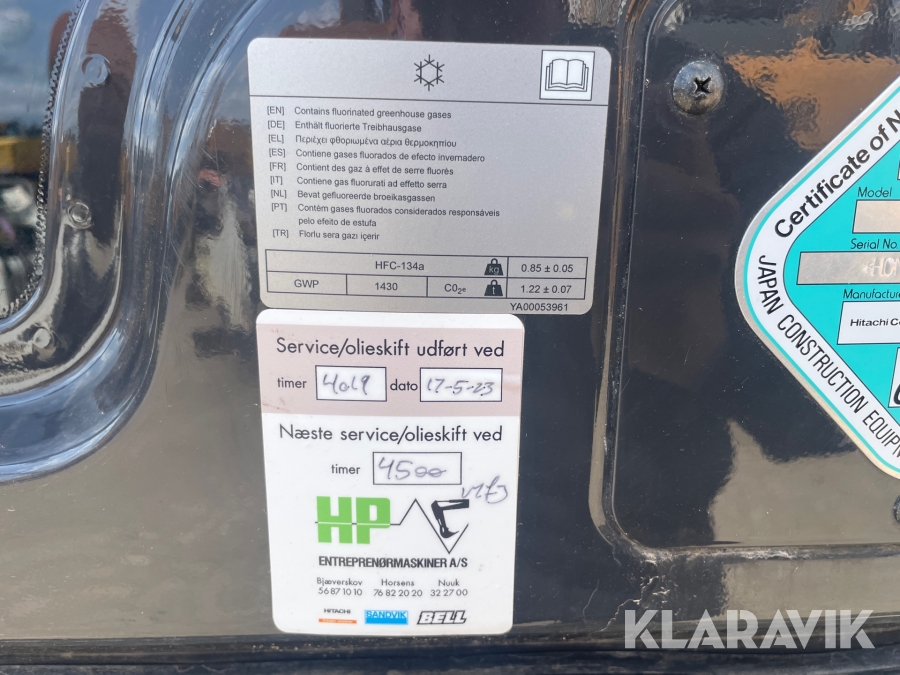 [EN] Contains fluorinated greenhouse gases
[DE] Enthält fluorierte Treibhausgase
[EL] Περιέχει φθοριωμένα αέρια θερμοκηπίου
[ES] Contiene gases fluorados de efecto invernadero
[FR] Contient des gaz à effet de serre fluorés
[IT] Contiene gas fluorurati ad effetto serra
[NL] Bevat gefluoreerde broeikasgassen
[PT] Contém gases fluorados considerados responsáveis
pelo efeito de estufa
[TR] Florlu sera gazı içerir
HFC-134a kg 0.85 ± 0.05
GWP 1430 CO2e t 1.22 ± 0.07
YA00053961
Service/olieskift udført ved
timer 4019 dato 17-5-23
Næste service/olieskift ved
timer 4500
HP
ENTREPRENØRMASKINER A/S
Bjæverskov Horsens Nuuk
56 87 10 10 76 82 20 20 32 27 00
HITACHI SANDVIK BELL
Certificate of
JAPAN CONSTRUCTION
Model
Serial No.
Hitachi
KLARAVIK